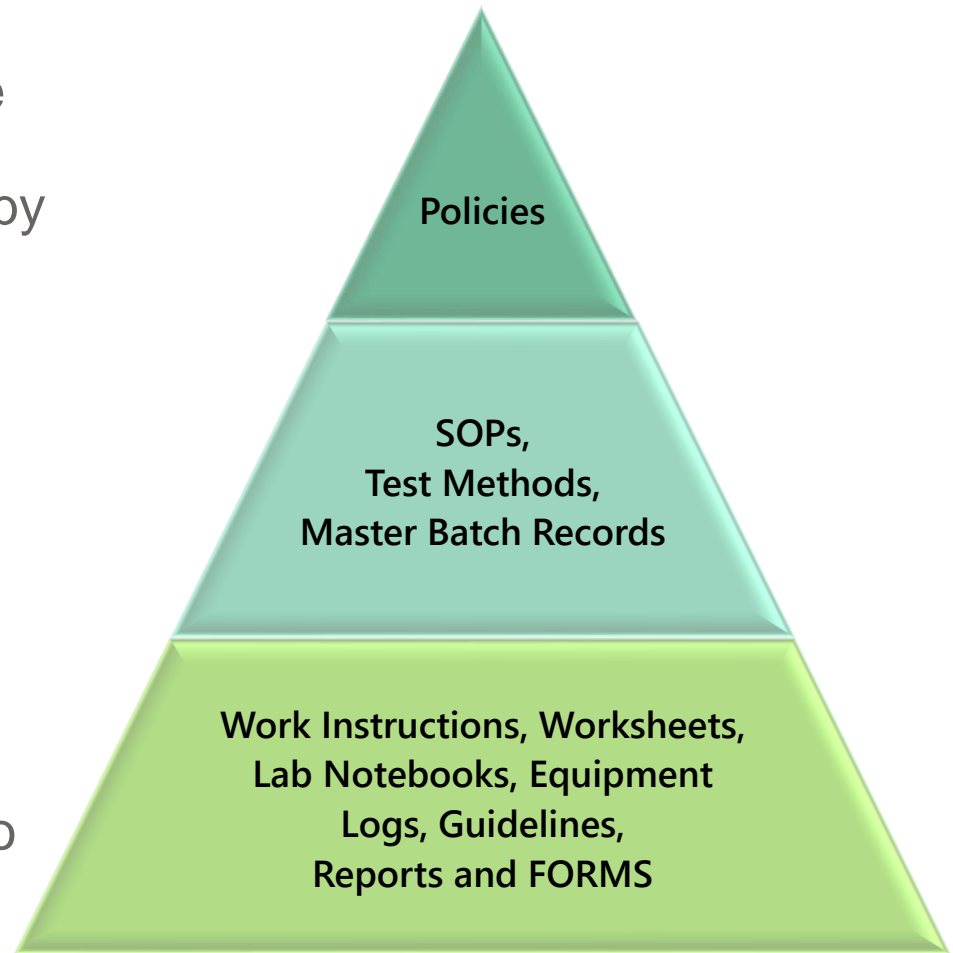 Policies
SOPs,
Test Methods,
Master Batch Records
Work Instructions, Worksheets,
Lab Notebooks, Equipment
Logs, Guidelines,
Reports and FORMS